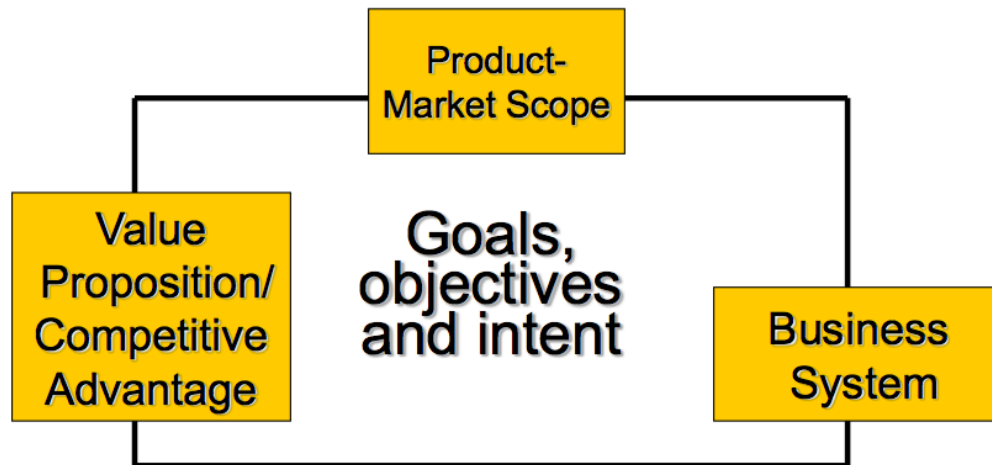 Product-
Market Scope
Value
Proposition/
Competitive
Advantage
Goals,
objectives
and intent
Business
System